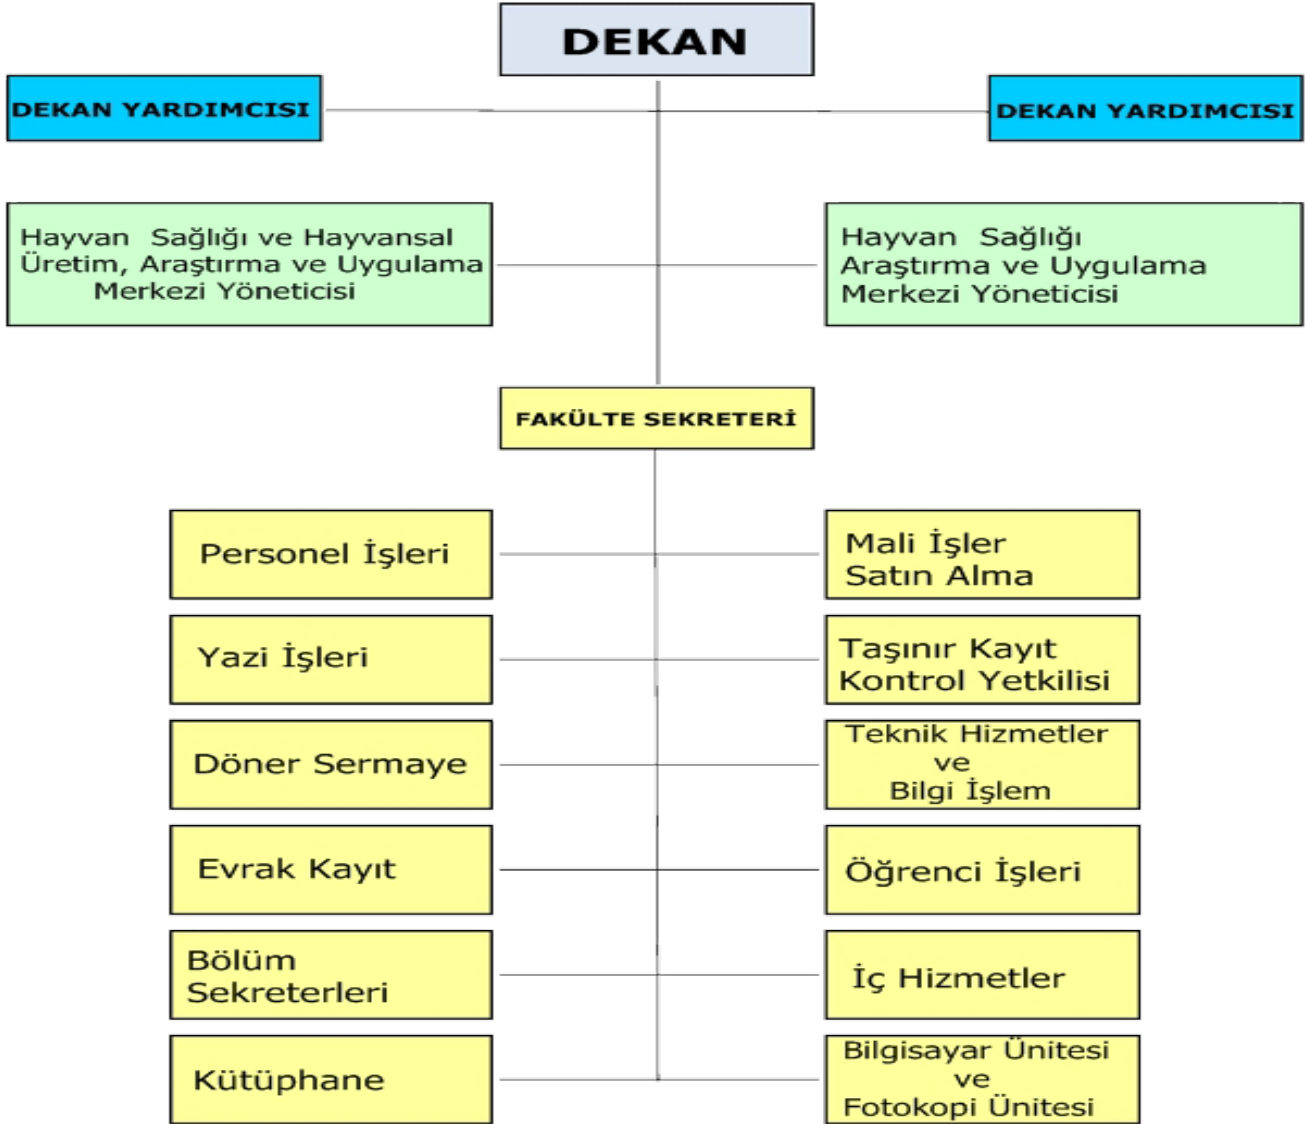 DEKAN
DEKAN YARDIMCISI
DEKAN YARDIMCISI
Hayvan Sağlığı ve Hayvansal
Üretim, Araştırma ve Uygulama
Merkezi Yöneticisi
Hayvan Sağlığı
Araştırma ve Uygulama
Merkezi Yöneticisi
FAKÜLTE SEKRETERİ
Personel İşleri
Mali İşler
Satın Alma
Yazi İşleri
Taşınır Kayıt
Kontrol Yetkilisi
Döner Sermaye
Teknik Hizmetler
ve
Bilgi İşlem
Evrak Kayıt
Öğrenci İşleri
Bölüm
Sekreterleri
İç Hizmetler
Kütüphane
Bilgisayar Ünitesi
ve
Fotokopi Ünitesi